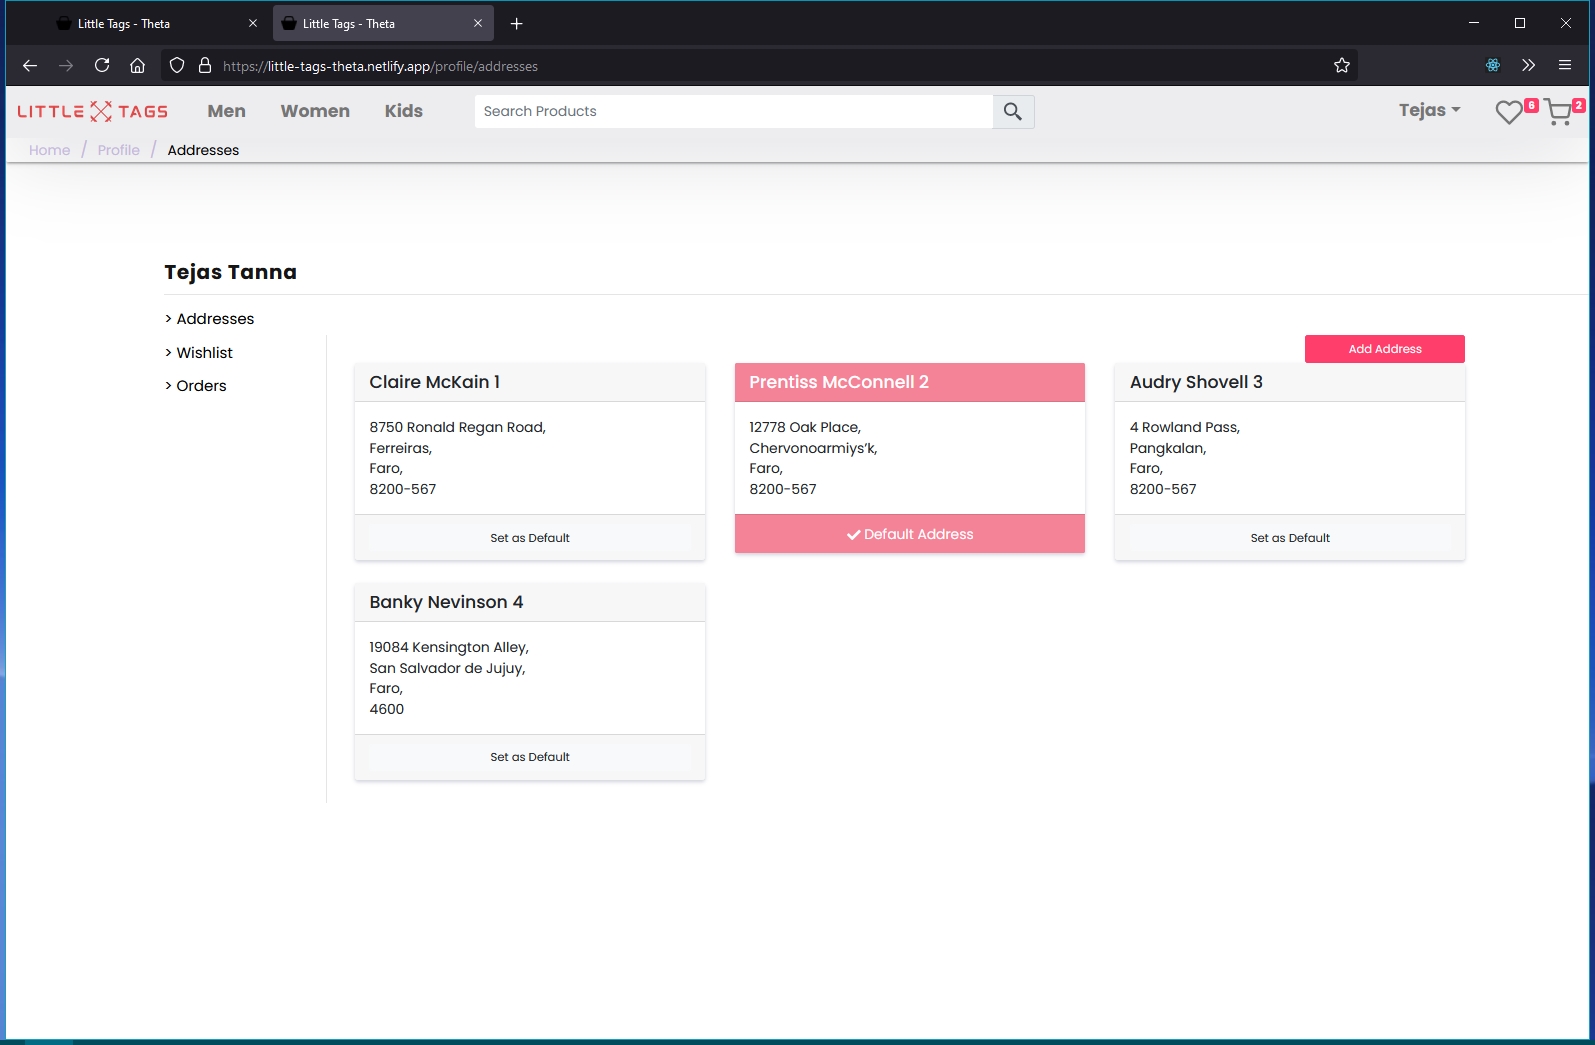 Little Tags - Theta
Little Tags - Theta
https://little-tags-theta.netlify.app/profile/addresses
LITTLE TAGS
Men
Women
Kids
Search Products
Tejas
6
2
Home / Profile / Addresses
Tejas Tanna
> Addresses
> Wishlist
> Orders
Add Address
Claire McKain 1
8750 Ronald Regan Road,
Ferreiras,
Faro,
8200-567
Set as Default
Prentiss McConnell 2
12778 Oak Place,
Chervonoarmiys’k,
Faro,
8200-567
Default Address
Audry Shovell 3
4 Rowland Pass,
Pangkalan,
Faro,
8200-567
Set as Default
Banky Nevinson 4
19084 Kensington Alley,
San Salvador de Jujuy,
Faro,
4600
Set as Default